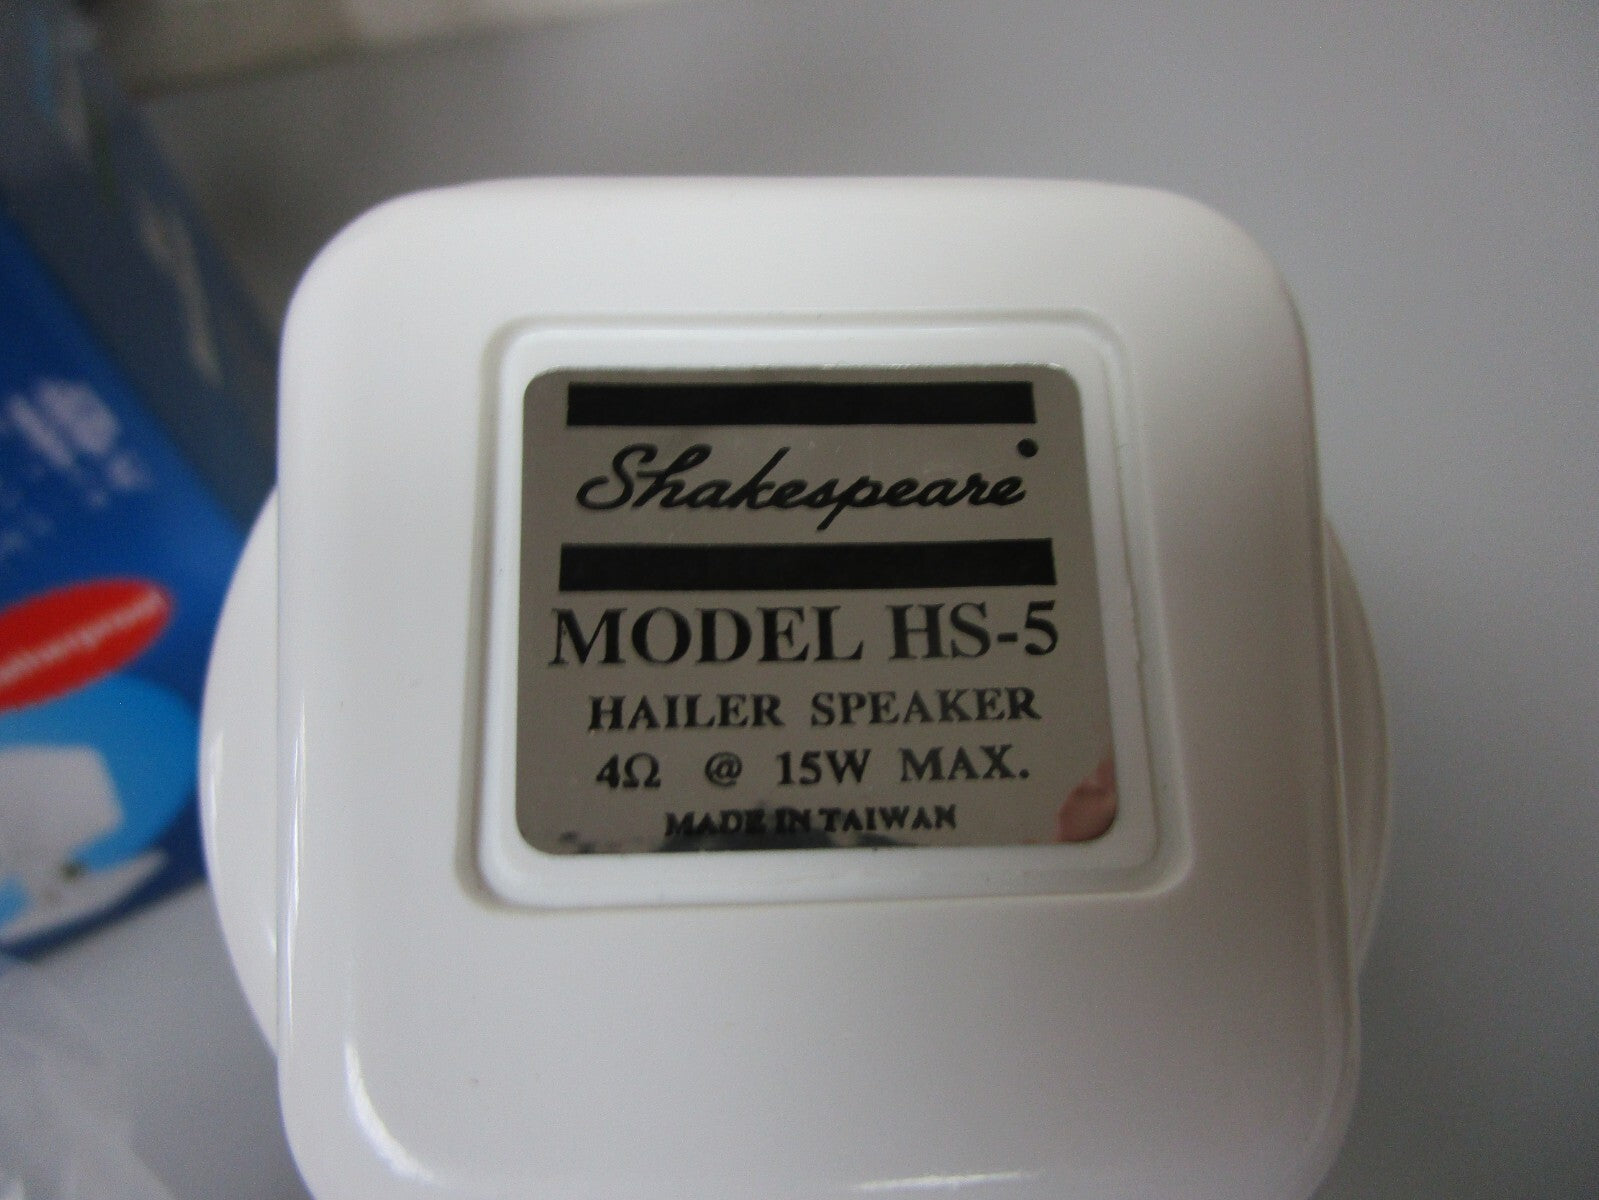 Shakespeare
MODEL HS-5
HAILER SPEAKER
4Ω @ 15W MAX.
MADE IN TAIWAN